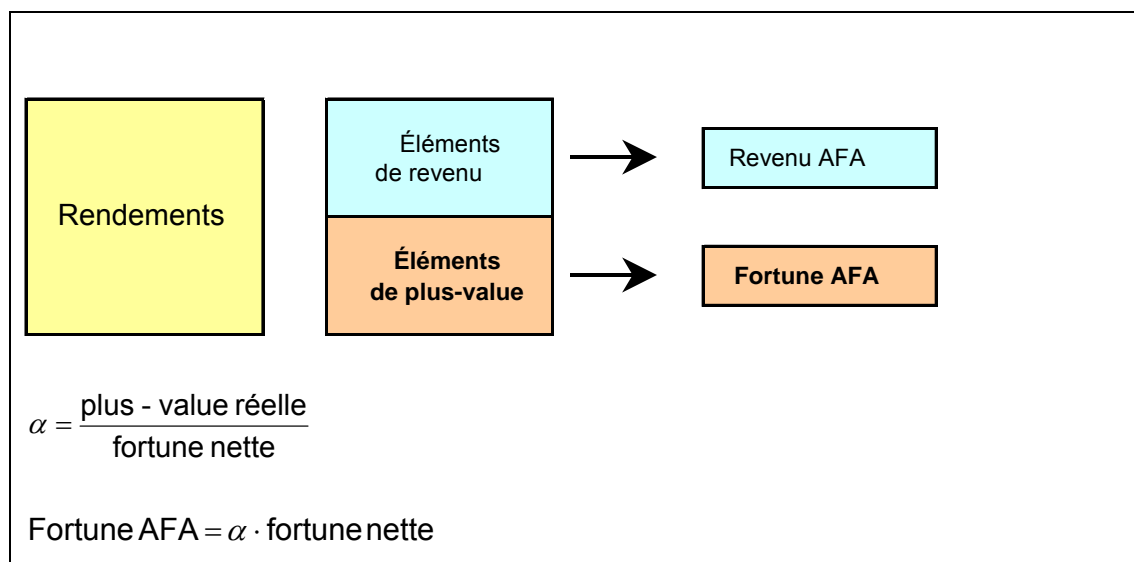 Rendements
Éléments
de revenu
Revenu AFA
Éléments
de plus-value
Fortune AFA
α = plus - value réelle / fortune nette
Fortune AFA = α · fortune nette